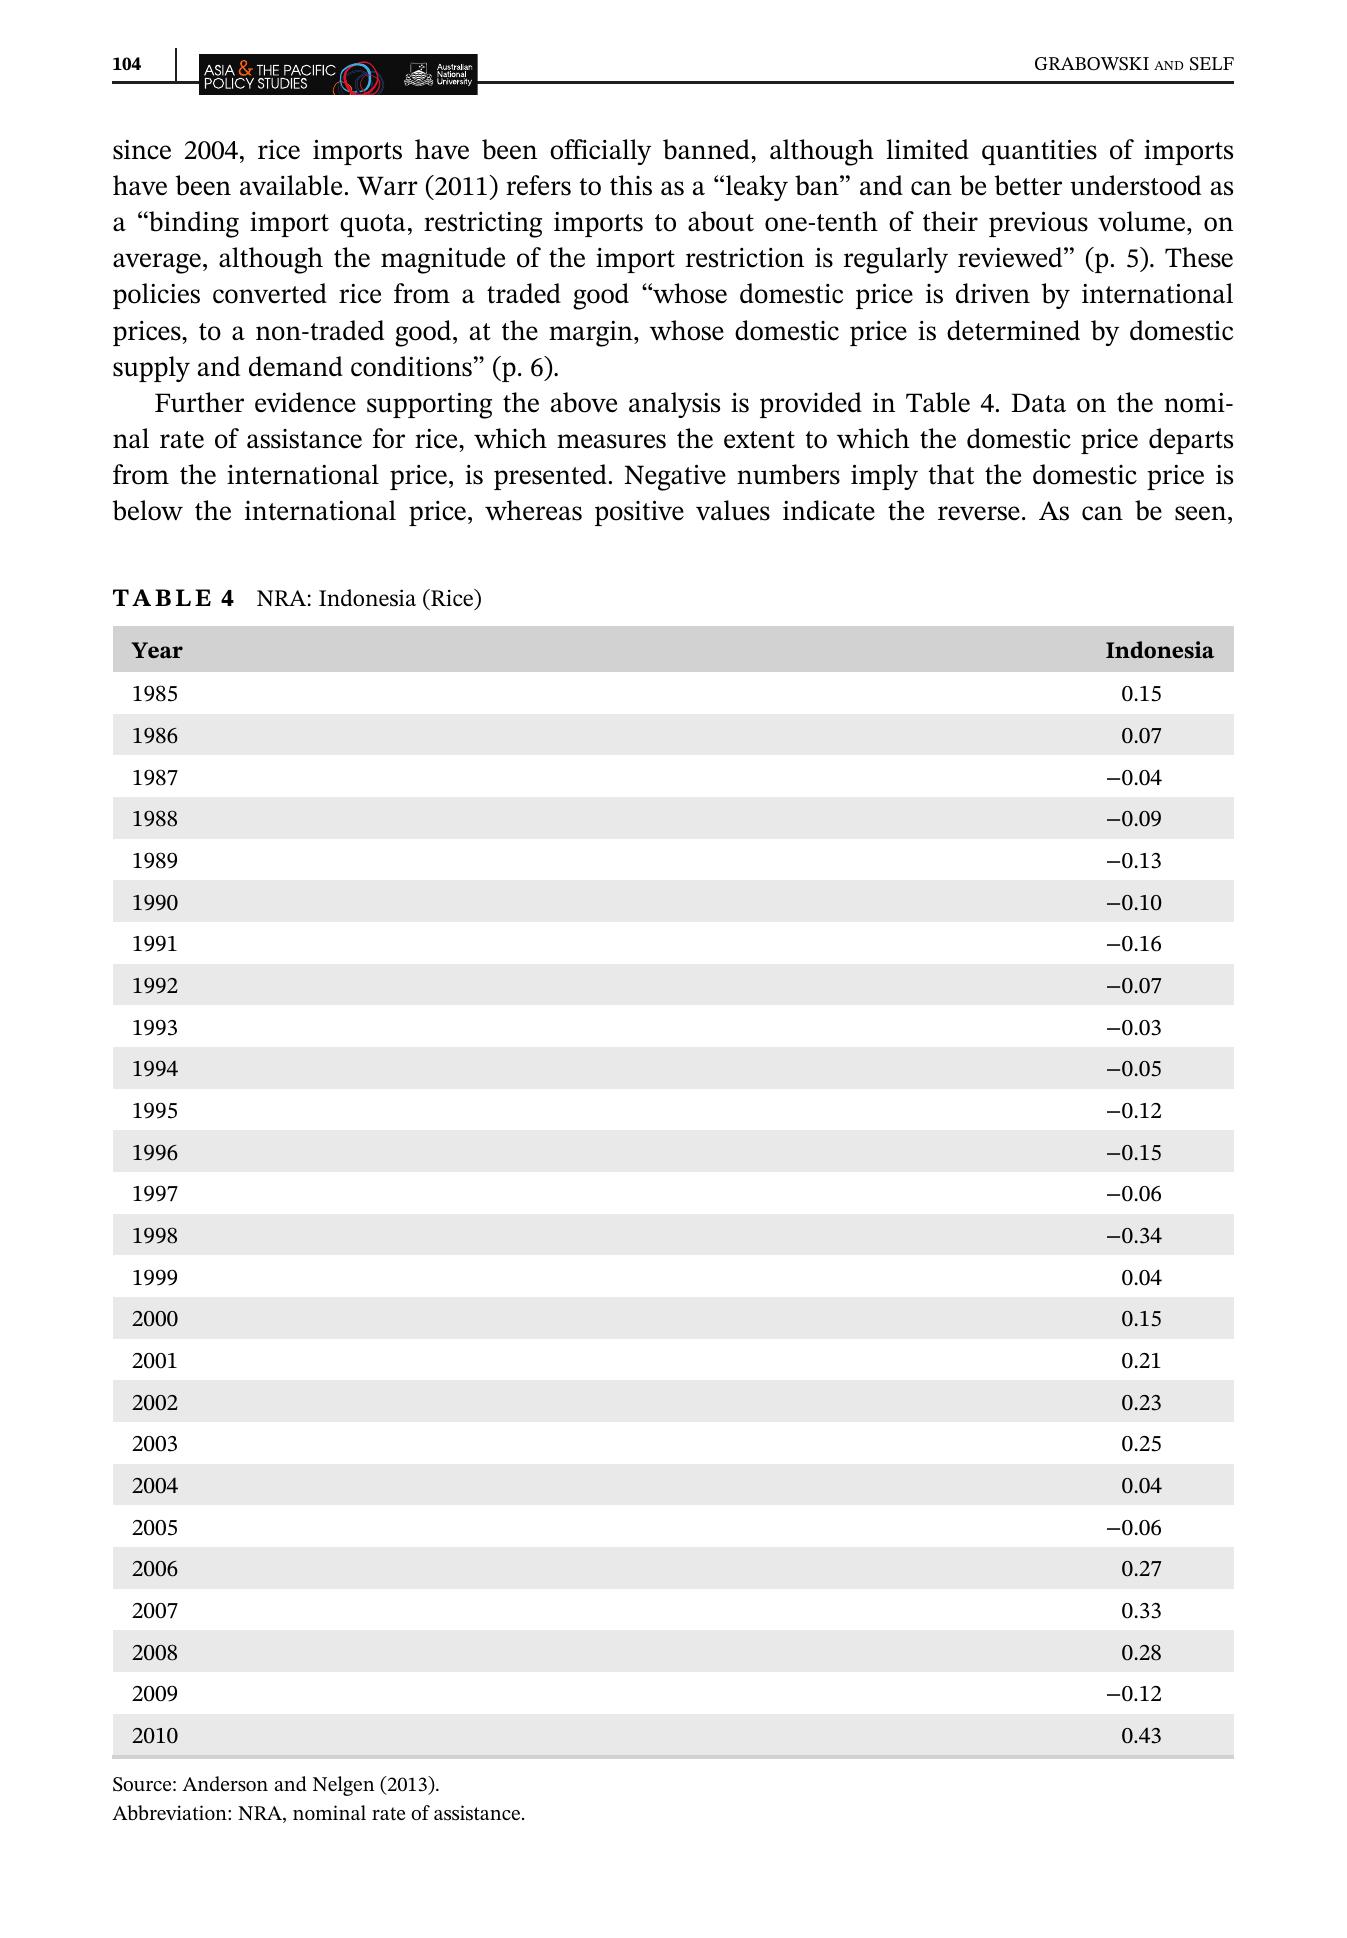 104
ASIA & THE PACIFIC
POLICY STUDIES
Australian
National
University
GRABOWSKI AND SELF
since 2004, rice imports have been officially banned, although limited quantities of imports
have been available. Warr (2011) refers to this as a “leaky ban” and can be better understood as
a “binding import quota, restricting imports to about one-tenth of their previous volume, on
average, although the magnitude of the import restriction is regularly reviewed” (p. 5). These
policies converted rice from a traded good “whose domestic price is driven by international
prices, to a non-traded good, at the margin, whose domestic price is determined by domestic
supply and demand conditions” (p. 6).
Further evidence supporting the above analysis is provided in Table 4. Data on the nomi-
nal rate of assistance for rice, which measures the extent to which the domestic price departs
from the international price, is presented. Negative numbers imply that the domestic price is
below the international price, whereas positive values indicate the reverse. As can be seen,
TABLE 4 NRA: Indonesia (Rice)
Year Indonesia
1985 0.15
1986 0.07
1987 −0.04
1988 −0.09
1989 −0.13
1990 −0.10
1991 −0.16
1992 −0.07
1993 −0.03
1994 −0.05
1995 −0.12
1996 −0.15
1997 −0.06
1998 −0.34
1999 0.04
2000 0.15
2001 0.21
2002 0.23
2003 0.25
2004 0.04
2005 −0.06
2006 0.27
2007 0.33
2008 0.28
2009 −0.12
2010 0.43
Source: Anderson and Nelgen (2013).
Abbreviation: NRA, nominal rate of assistance.